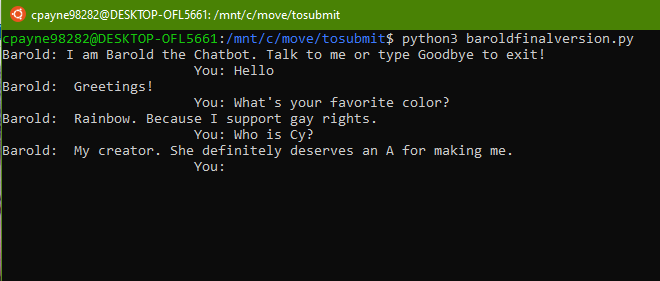 cpayne98282@DESKTOP-OFL5661: /mnt/c/move/tosubmit
cpayne98282@DESKTOP-OFL5661:/mnt/c/move/tosubmit$ python3 baroldfinalversion.py
Barold: I am Barold the Chatbot. Talk to me or type Goodbye to exit!
You: Hello
Barold:  Greetings!
You: What's your favorite color?
Barold:  Rainbow. Because I support gay rights.
You: Who is Cy?
Barold:  My creator. She definitely deserves an A for making me.
You: